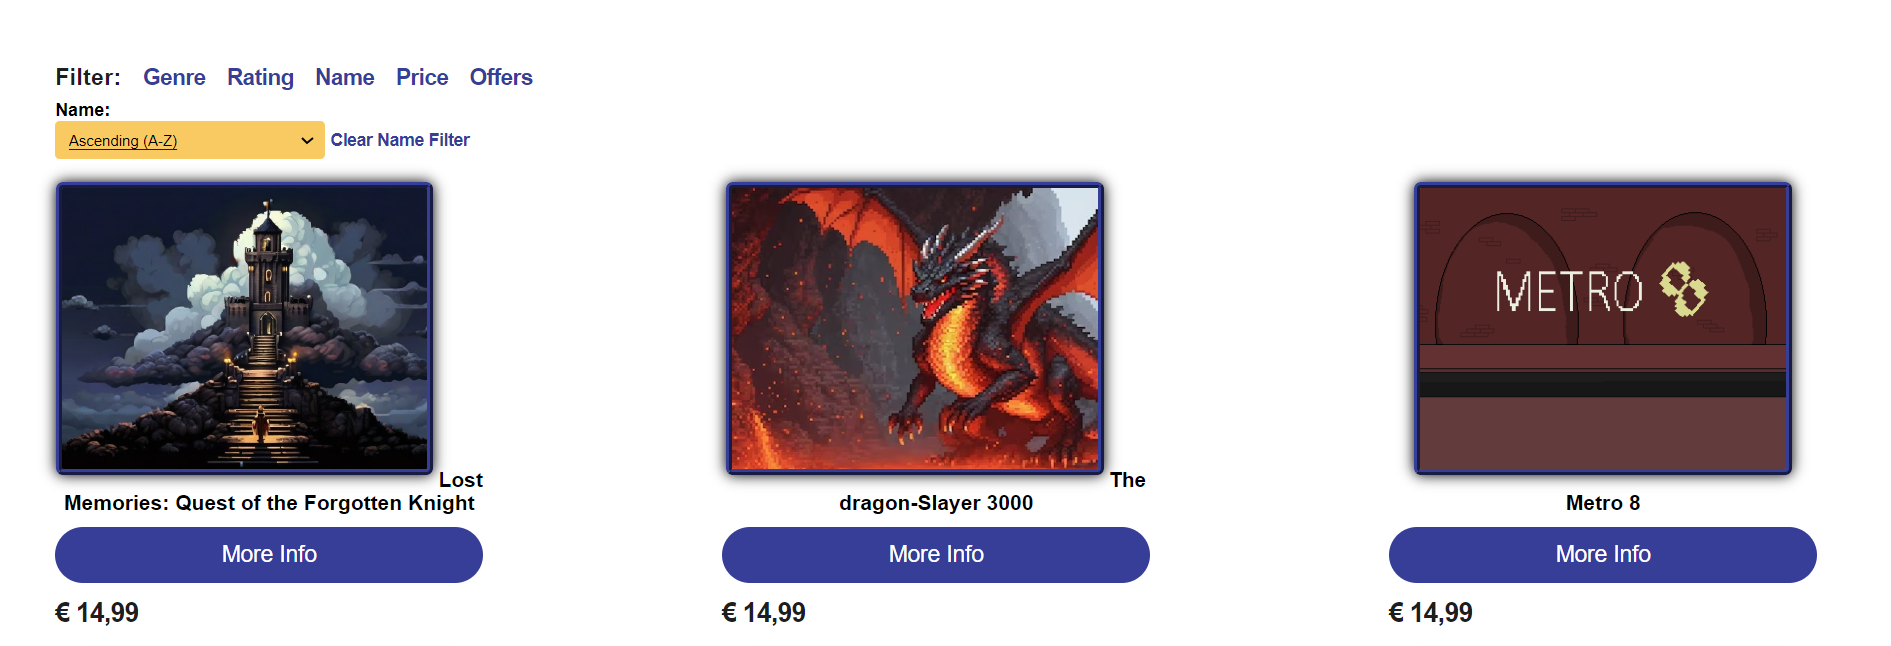 Filter: Genre Rating Name Price Offers
Name:
Ascending (A-Z) Clear Name Filter
METRO 8
Lost
Memories: Quest of the Forgotten Knight
The
dragon-Slayer 3000
Metro 8
More Info More Info More Info
€ 14,99 € 14,99 € 14,99